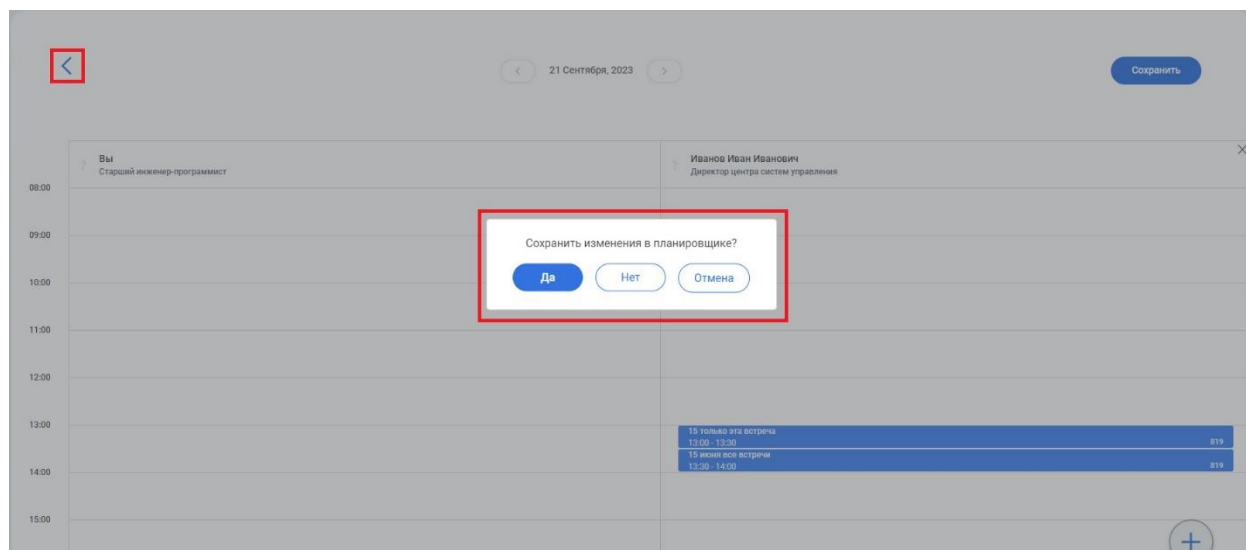 21 Сентября, 2023
Сохранить
Вы
Старший инженер-программист
Иванов Иван Иванович
Директор центра систем управления
08:00
09:00
Сохранить изменения в планировщике?
Да
Нет
Отмена
10:00
11:00
12:00
13:00
15 только эта встреча
13:00 - 13:30
819
15 июня все встречи
13:30 - 14:00
819
14:00
15:00